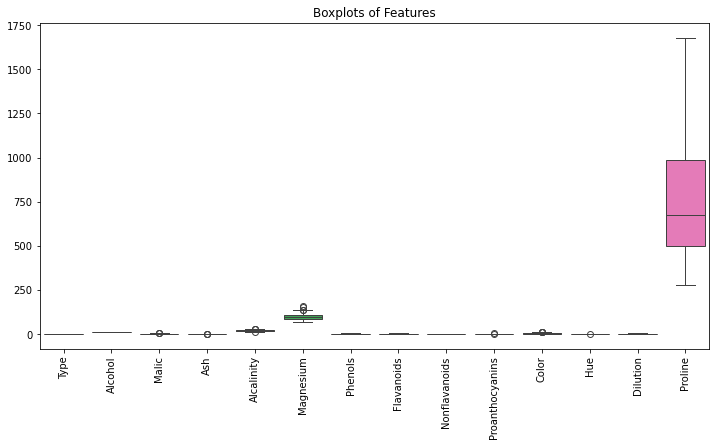 Boxplots of Features
1750
1500
1250
1000
750
500
250
0
Type
Alcohol
Malic
Ash
Alcalinity
Magnesium
Phenols
Flavanoids
Nonflavanoids
Proanthocyanins
Color
Hue
Dilution
Proline